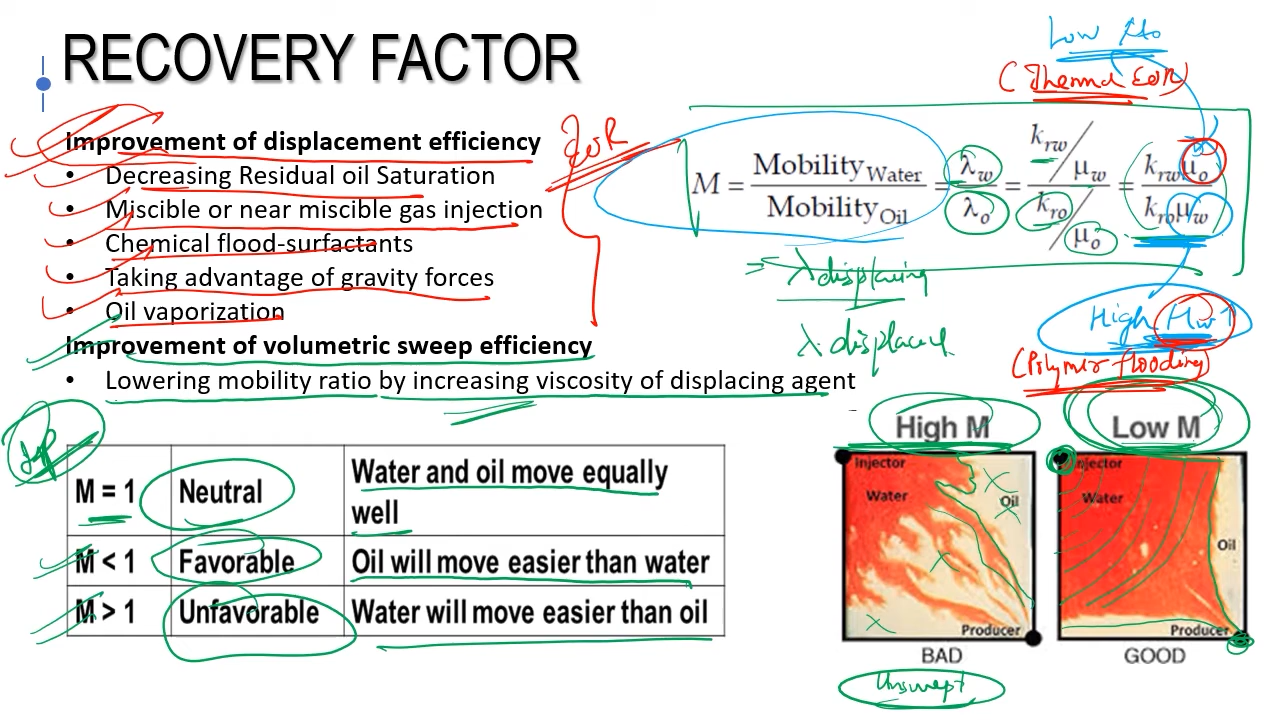 RECOVERY FACTOR
Low μo
(Thermal EOR)
Improvement of displacement efficiency
• Decreasing Residual oil Saturation
• Miscible or near miscible gas injection
• Chemical flood-surfactants
• Taking advantage of gravity forces
• Oil vaporization
Improvement of volumetric sweep efficiency
• Lowering mobility ratio by increasing viscosity of displacing agent
EOR
M = Mobility Water / Mobility Oil = λw / λo = (krw / μw) / (kro / μo) = krw μo / kro μw
= λ displacing
λ displaced
High μw↑
(Polymer flooding)
Imp
M = 1 Neutral Water and oil move equally
well
M < 1 Favorable Oil will move easier than water
M > 1 Unfavorable Water will move easier than oil
High M
Injector
Water
Oil
Producer
BAD
Unswept
Low M
Injector
Water
Oil
Producer
GOOD